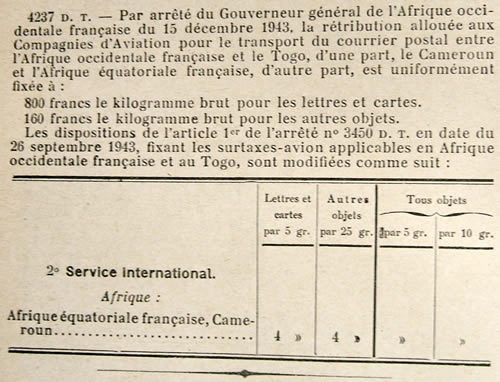 4237 D. T. — Par arrêté du Gouverneur général de l'Afrique occi-
dentale française du 15 décembre 1943, la rétribution allouée aux
Compagnies d'Aviation pour le transport du courrier postal entre
l'Afrique occidentale française et le Togo, d'une part, le Cameroun
et l'Afrique équatoriale française, d'autre part, est uniformément
fixée à :
800 francs le kilogramme brut pour les lettres et cartes.
160 francs le kilogramme brut pour les autres objets.
Les dispositions de l'article 1er de l'arrêté n° 3450 D. T. en date du
26 septembre 1943, fixant les surtaxes-avion applicables en Afrique
occidentale française et au Togo, sont modifiées comme suit :
Lettres et cartes par 5 gr.
Autres objets par 25 gr.
Tous objets
par 5 gr.
par 10 gr.
2° Service international.
Afrique :
Afrique équatoriale française, Came-
roun.......................... 4 » 4 » » »